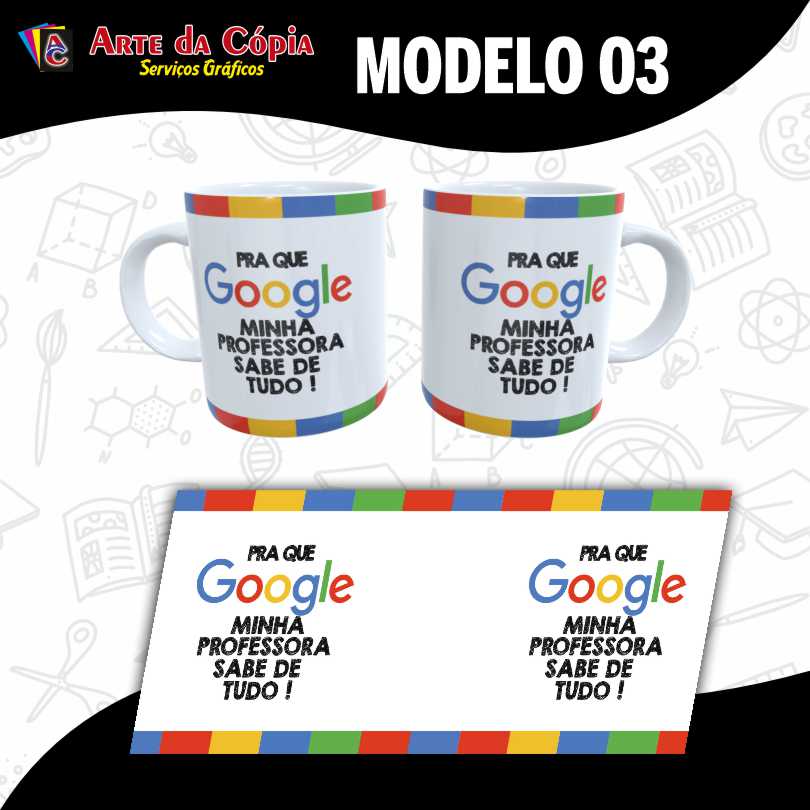 AC
Arte da Cópia
Serviços Gráficos
MODELO 03
PRA QUE
Google
MINHA
PROFESSORA
SABE DE
TUDO !
PRA QUE
Google
MINHA
PROFESSORA
SABE DE
TUDO !
PRA QUE
Google
MINHA
PROFESSORA
SABE DE
TUDO !
PRA QUE
Google
MINHA
PROFESSORA
SABE DE
TUDO !
A
B